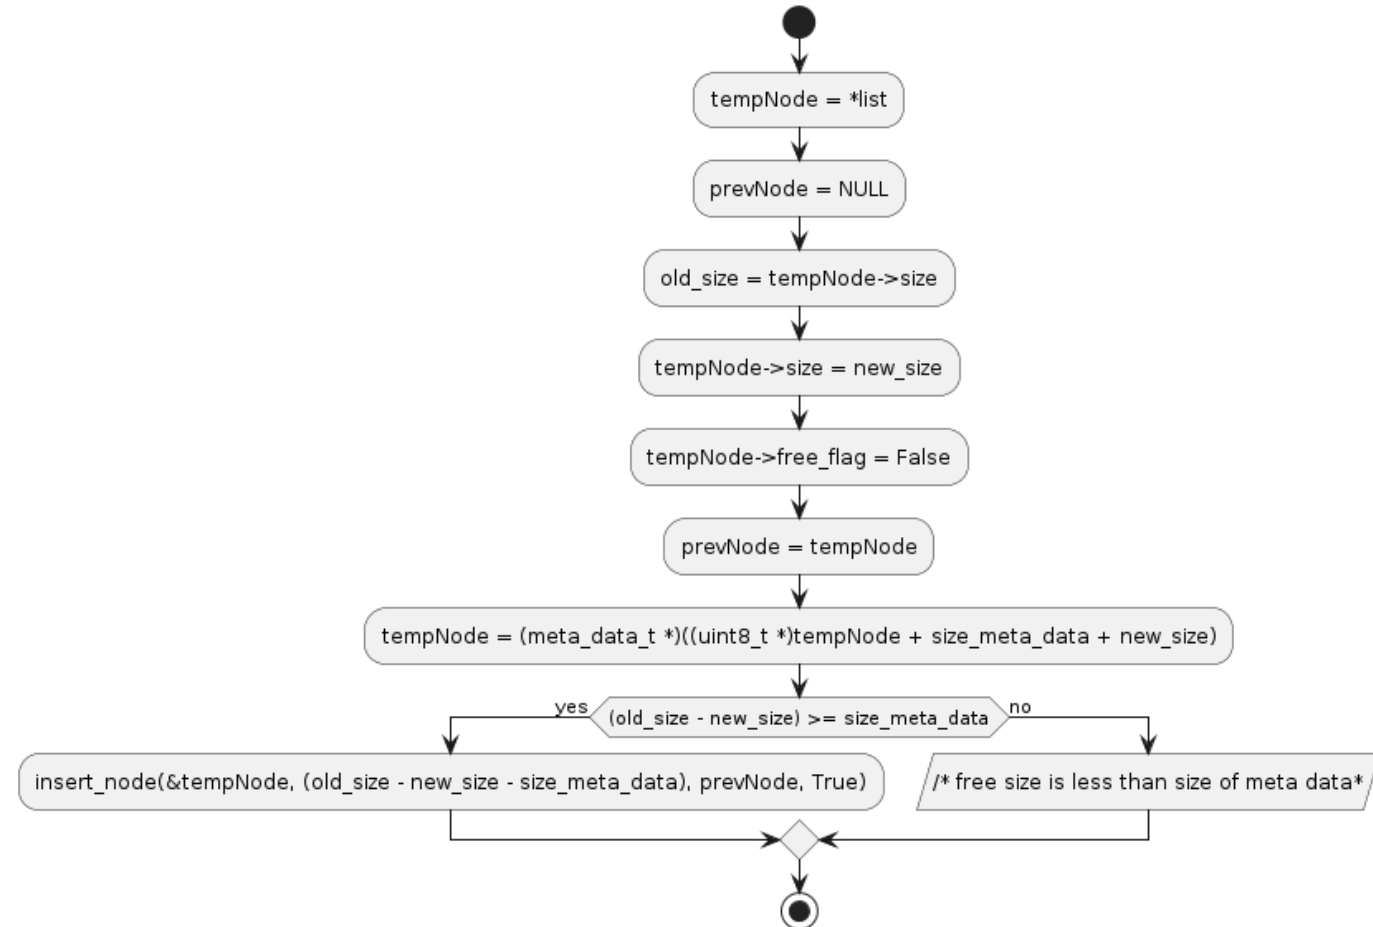 tempNode = *list
prevNode = NULL
old_size = tempNode->size
tempNode->size = new_size
tempNode->free_flag = False
prevNode = tempNode
tempNode = (meta_data_t *)((uint8_t *)tempNode + size_meta_data + new_size)
yes
(old_size - new_size) >= size_meta_data
no
insert_node(&tempNode, (old_size - new_size - size_meta_data), prevNode, True)
/* free size is less than size of meta data*